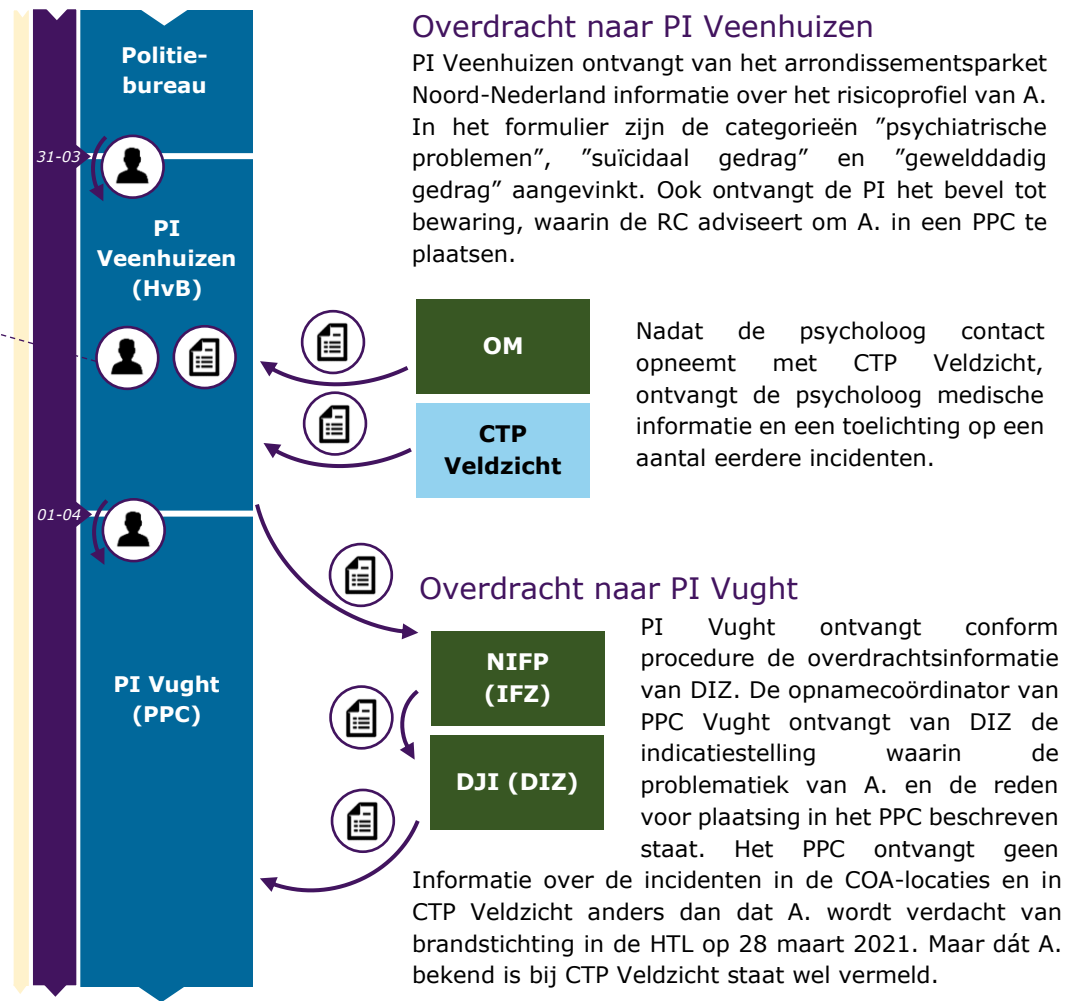 Overdracht naar PI Veenhuizen
PI Veenhuizen ontvangt van het arrondissementsparket
Noord-Nederland informatie over het risicoprofiel van A.
In het formulier zijn de categorieën ”psychiatrische
problemen”, ”suïcidaal gedrag” en ”gewelddadig
gedrag” aangevinkt. Ook ontvangt de PI het bevel tot
bewaring, waarin de RC adviseert om A. in een PPC te
plaatsen.
Politie-
bureau
31-03
PI
Veenhuizen
(HvB)
OM
CTP
Veldzicht
Nadat de psycholoog contact
opneemt met CTP Veldzicht,
ontvangt de psycholoog medische
informatie en een toelichting op een
aantal eerdere incidenten.
01-04
PI Vught
(PPC)
Overdracht naar PI Vught
NIFP
(IFZ)
DJI (DIZ)
PI Vught ontvangt conform
procedure de overdrachtsinformatie
van DIZ. De opnamecoördinator van
PPC Vught ontvangt van DIZ de
indicatiestelling waarin de
problematiek van A. en de reden
voor plaatsing in het PPC beschreven
staat. Het PPC ontvangt geen
Informatie over de incidenten in de COA-locaties en in
CTP Veldzicht anders dan dat A. wordt verdacht van
brandstichting in de HTL op 28 maart 2021. Maar dát A.
bekend is bij CTP Veldzicht staat wel vermeld.